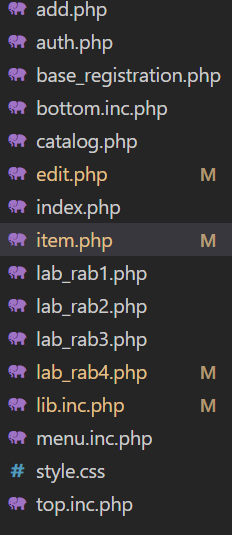 add.php
auth.php
base_registration.php
bottom.inc.php
catalog.php
edit.php M
index.php
item.php M
lab_rab1.php
lab_rab2.php
lab_rab3.php
lab_rab4.php M
lib.inc.php M
menu.inc.php
# style.css
top.inc.php